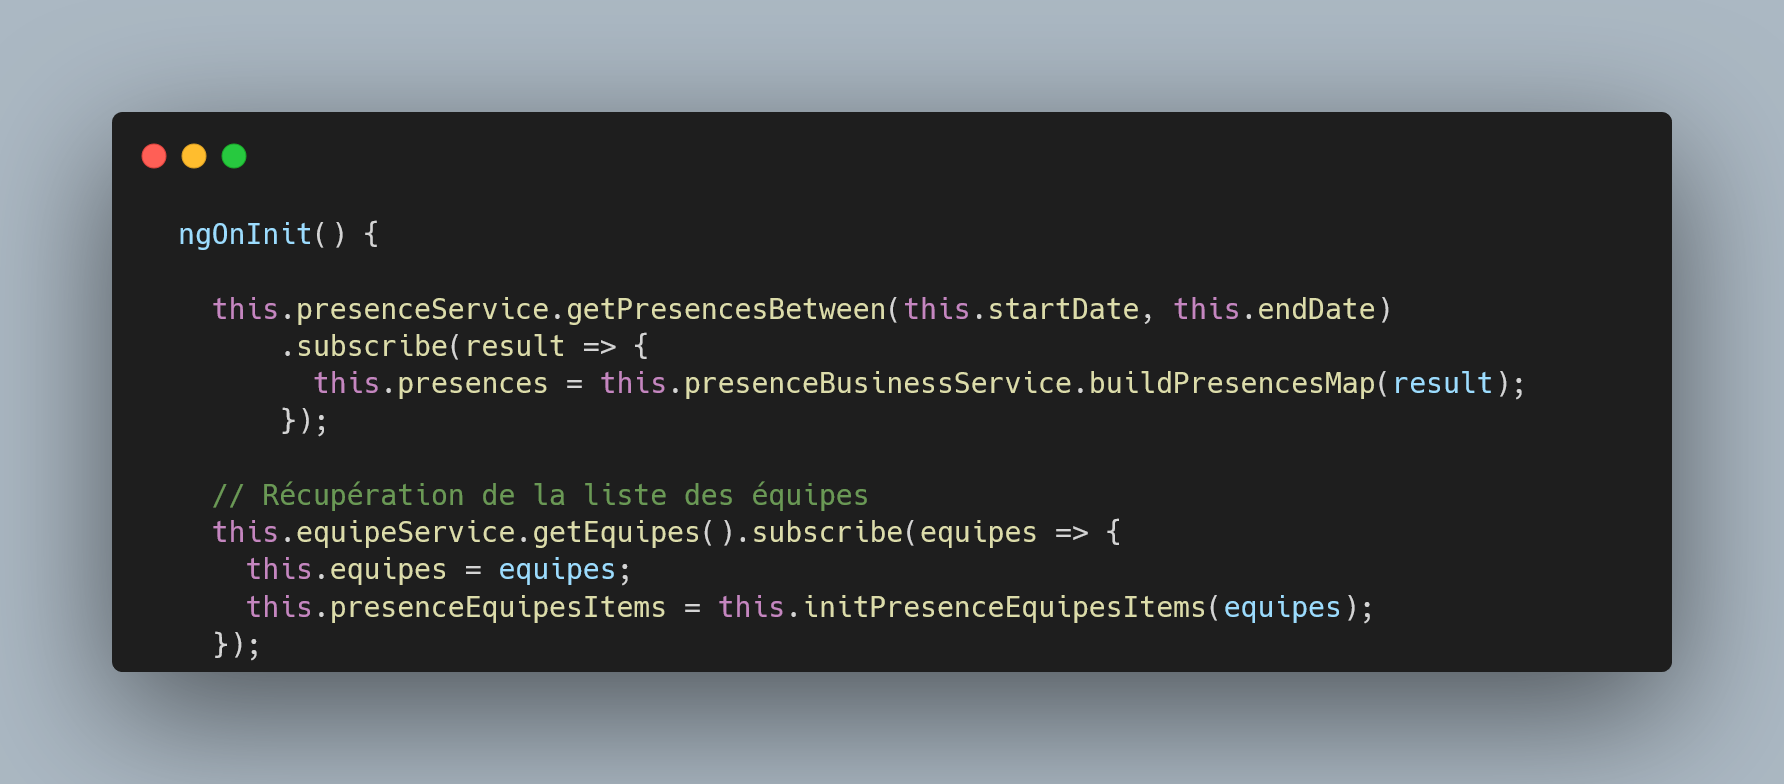 ngOnInit() {
this.presenceService.getPresencesBetween(this.startDate, this.endDate)
.subscribe(result => {
this.presences = this.presenceBusinessService.buildPresencesMap(result);
});
// Récupération de la liste des équipes
this.equipeService.getEquipes().subscribe(equipes => {
this.equipes = equipes;
this.presenceEquipesItems = this.initPresenceEquipesItems(equipes);
});